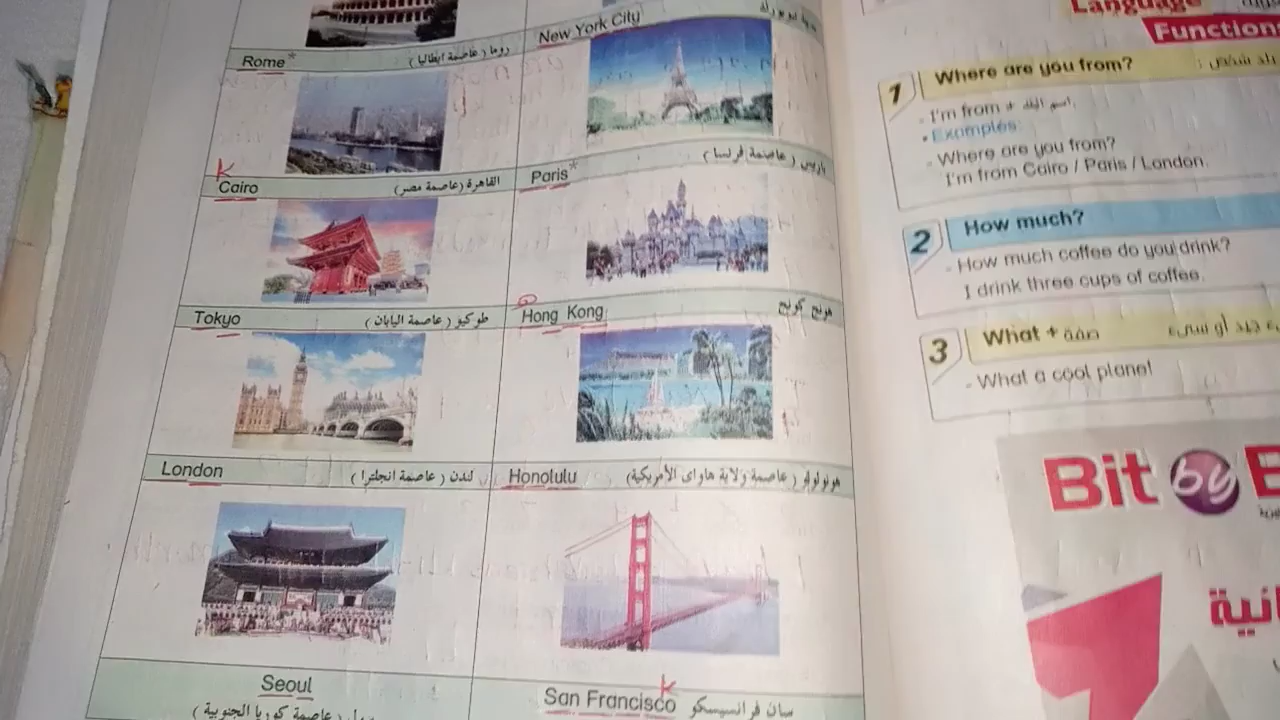 New York City
Rome*
روما (عاصمة ايطاليا)
Cairo
القاهرة (عاصمة مصر)
Paris*
باريس (عاصمة فرنسا)
Tokyo
طوكيو (عاصمة اليابان)
Hong Kong
هونج كونج
London
لندن (عاصمة انجلترا)
Honolulu
هونولولو (عاصمة ولاية هاواى الأمريكية)
Seoul
(عاصمة كوريا الجنوبية)
San Francisco
سان فرانسيسكو
Language
Function
1 Where are you from?
- I'm from + اسم البلد.
• Examples:
- Where are you from?
I'm from Cairo / Paris / London.
2 How much?
- How much coffee do you drink?
I drink three cups of coffee.
3 What + صفة
أو شىء
- What a cool plane!
Bit by